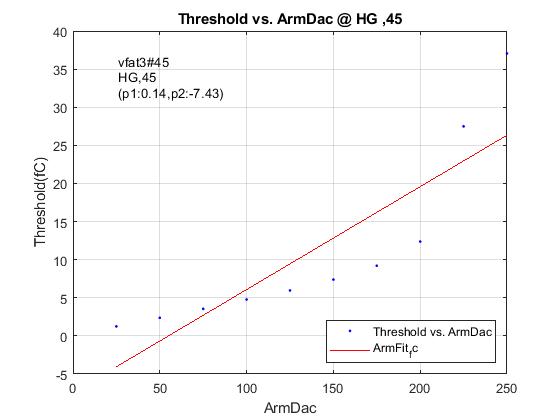 Threshold vs. ArmDac @ HG ,45
40
35
30
25
20
15
10
5
0
-5
Threshold(fC)
vfat3#45
HG,45
(p1:0.14,p2:-7.43)
Threshold vs. ArmDac
ArmFitfc
0
50
100
150
200
250
ArmDac